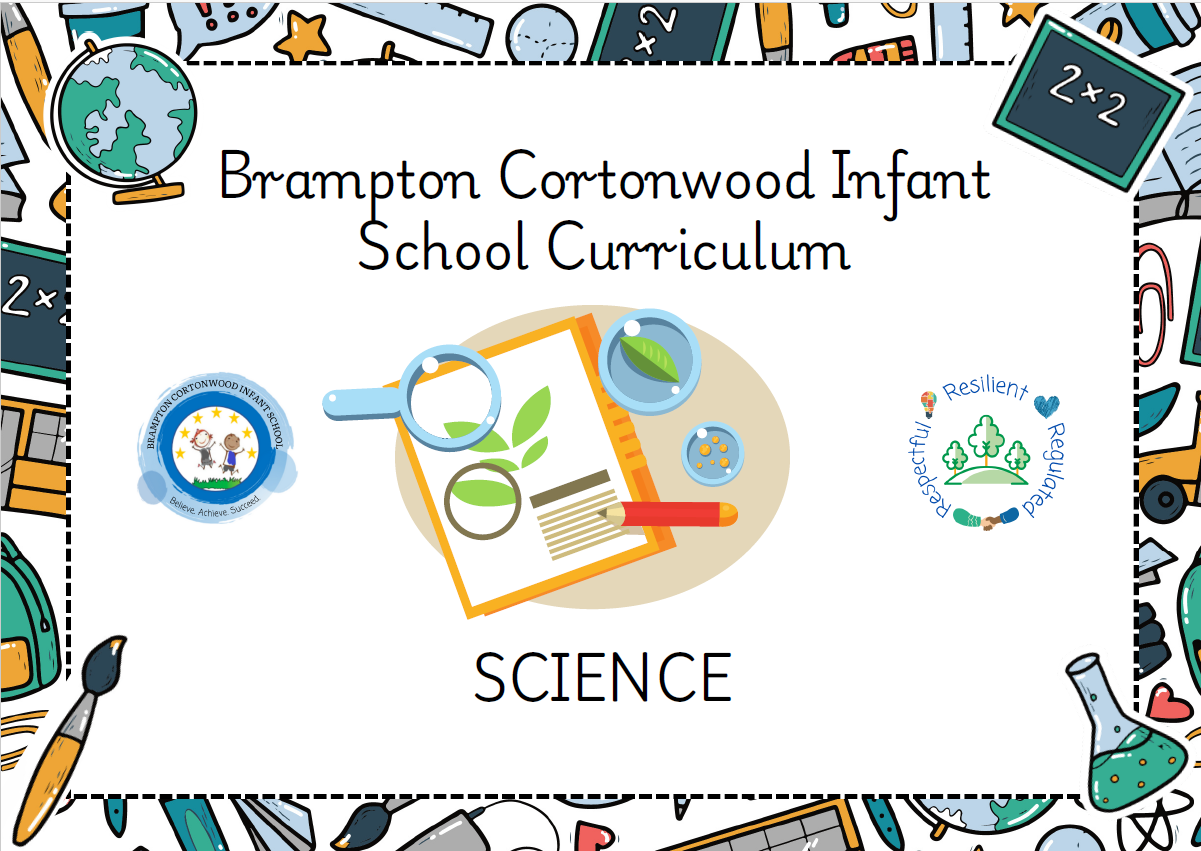 2×2
2×2
Brampton Cortonwood Infant
School Curriculum
2×
BRAMPTON CORTONWOOD INFANT SCHOOL
Believe. Achieve. Succeed.
Respectful
Resilient
Regulated
SCIENCE